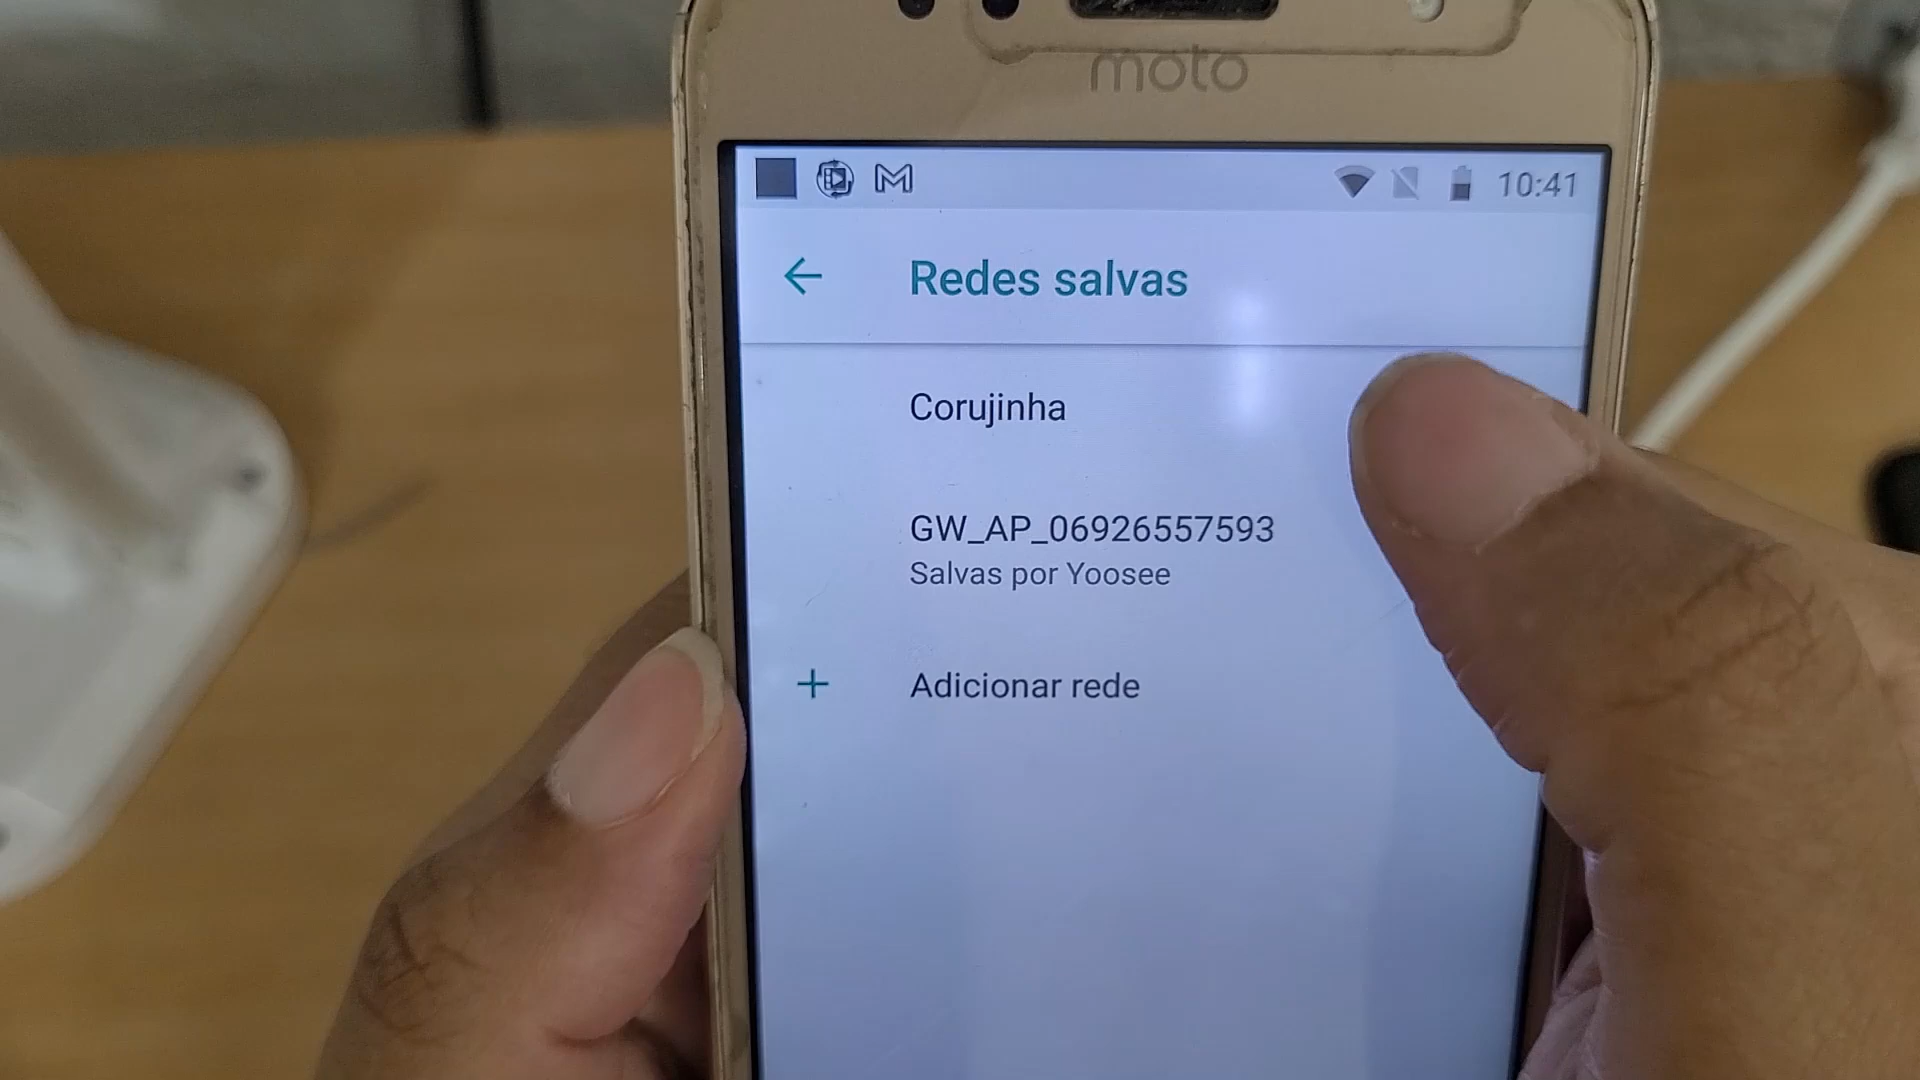 moto
10:41
Redes salvas
Corujinha
GW_AP_06926557593
Salvas por Yoosee
+ Adicionar rede